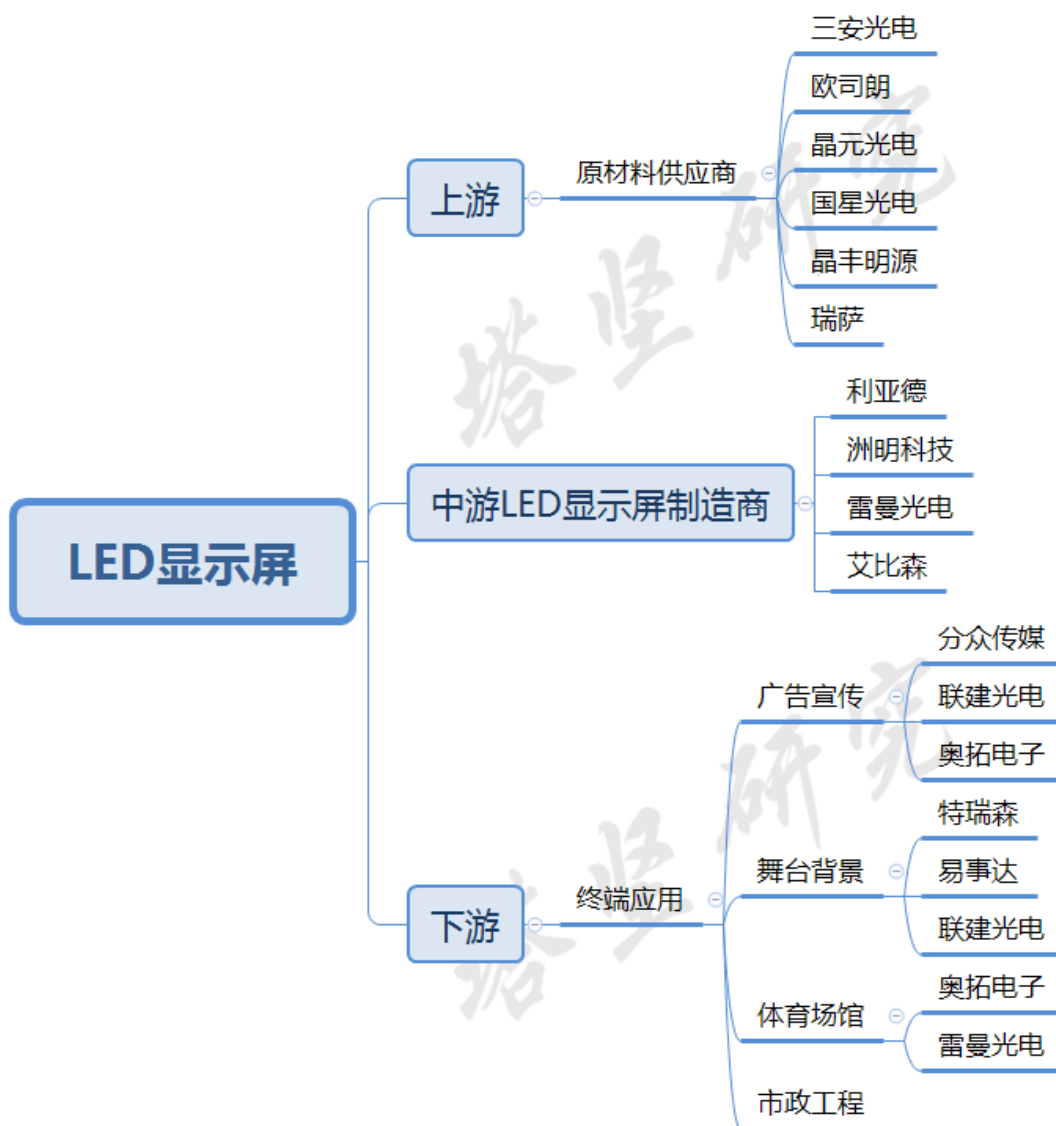 LED显示屏
上游
原材料供应商
三安光电
欧司朗
晶元光电
国星光电
晶丰明源
瑞萨
中游LED显示屏制造商
利亚德
洲明科技
雷曼光电
艾比森
下游
终端应用
广告宣传
分众传媒
联建光电
奥拓电子
舞台背景
特瑞森
易事达
联建光电
体育场馆
奥拓电子
雷曼光电
市政工程
塔坚研究
塔坚研究